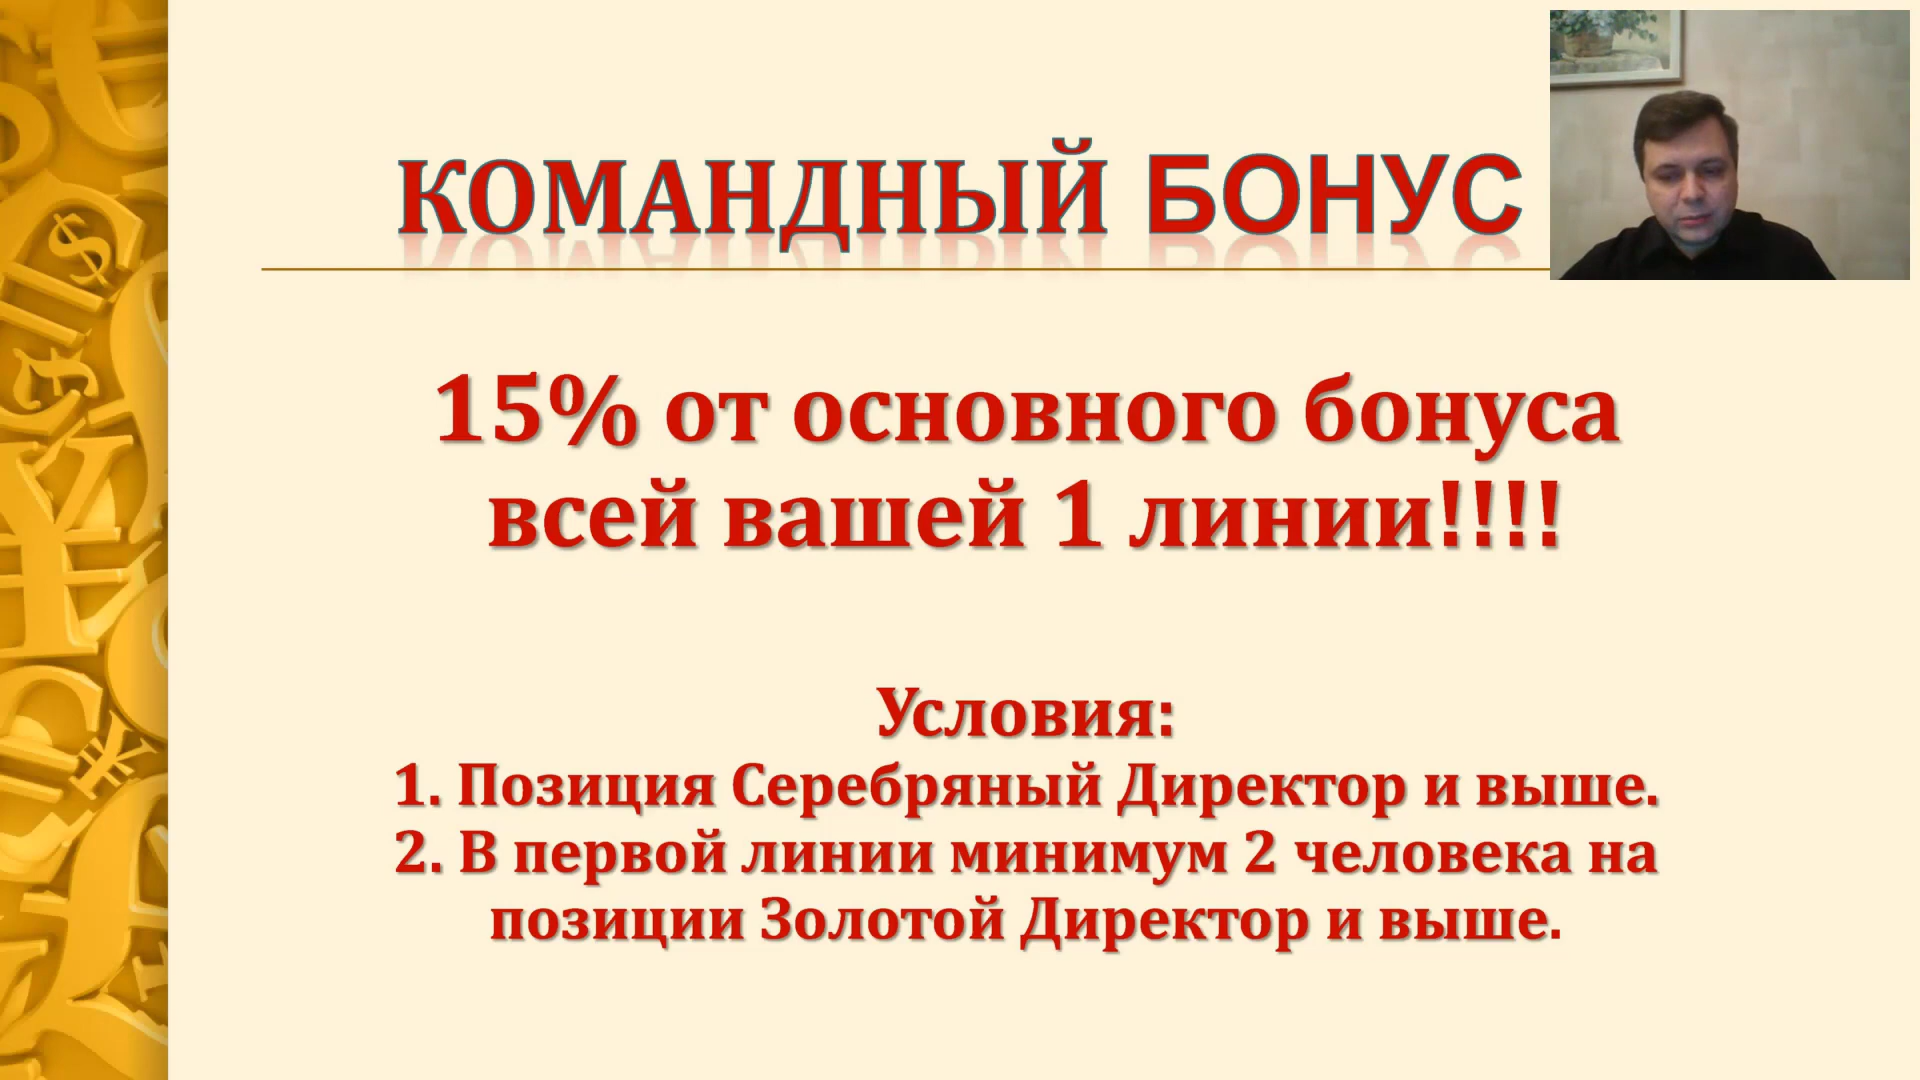 КОМАНДНЫЙ БОНУС
15% от основного бонуса
всей вашей 1 линии!!!!
Условия:
1. Позиция Серебряный Директор и выше.
2. В первой линии минимум 2 человека на
позиции Золотой Директор и выше.